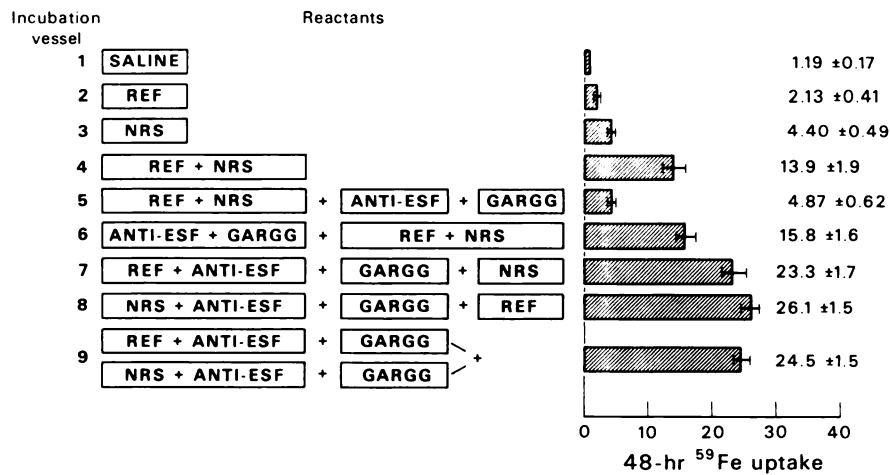 Incubation vessel Reactants
1 SALINE 1.19 ±0.17
2 REF 2.13 ±0.41
3 NRS 4.40 ±0.49
4 REF + NRS 13.9 ±1.9
5 REF + NRS + ANTI-ESF + GARGG 4.87 ±0.62
6 ANTI-ESF + GARGG + REF + NRS 15.8 ±1.6
7 REF + ANTI-ESF + GARGG + NRS 23.3 ±1.7
8 NRS + ANTI-ESF + GARGG + REF 26.1 ±1.5
REF + ANTI-ESF + GARGG
9 + 24.5 ±1.5
NRS + ANTI-ESF + GARGG
0 10 20 30 40
48-hr ⁵⁹Fe uptake